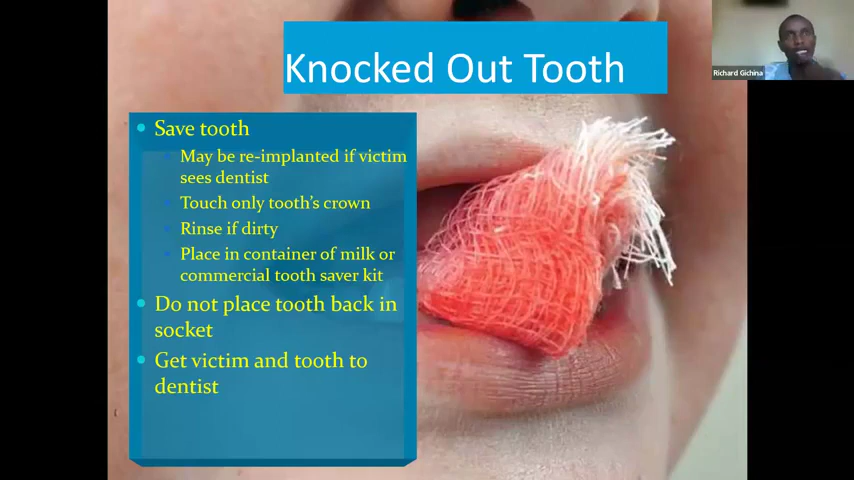 Knocked Out Tooth
Richard Gichina
Save tooth
May be re-implanted if victim
sees dentist
Touch only tooth's crown
Rinse if dirty
Place in container of milk or
commercial tooth saver kit
Do not place tooth back in
socket
Get victim and tooth to
dentist